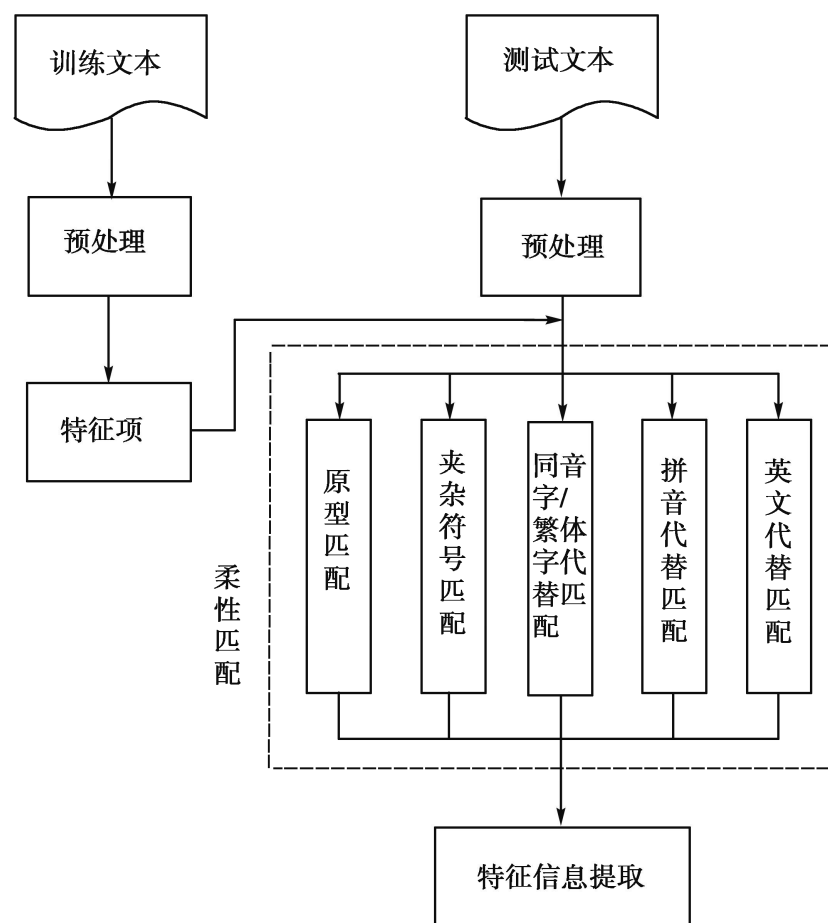 训练文本
测试文本
预处理
预处理
特征项
柔性匹配
原型匹配
夹杂符号匹配
同音
字/
繁体
字代
替匹
配
拼音代替匹配
英文代替匹配
特征信息提取